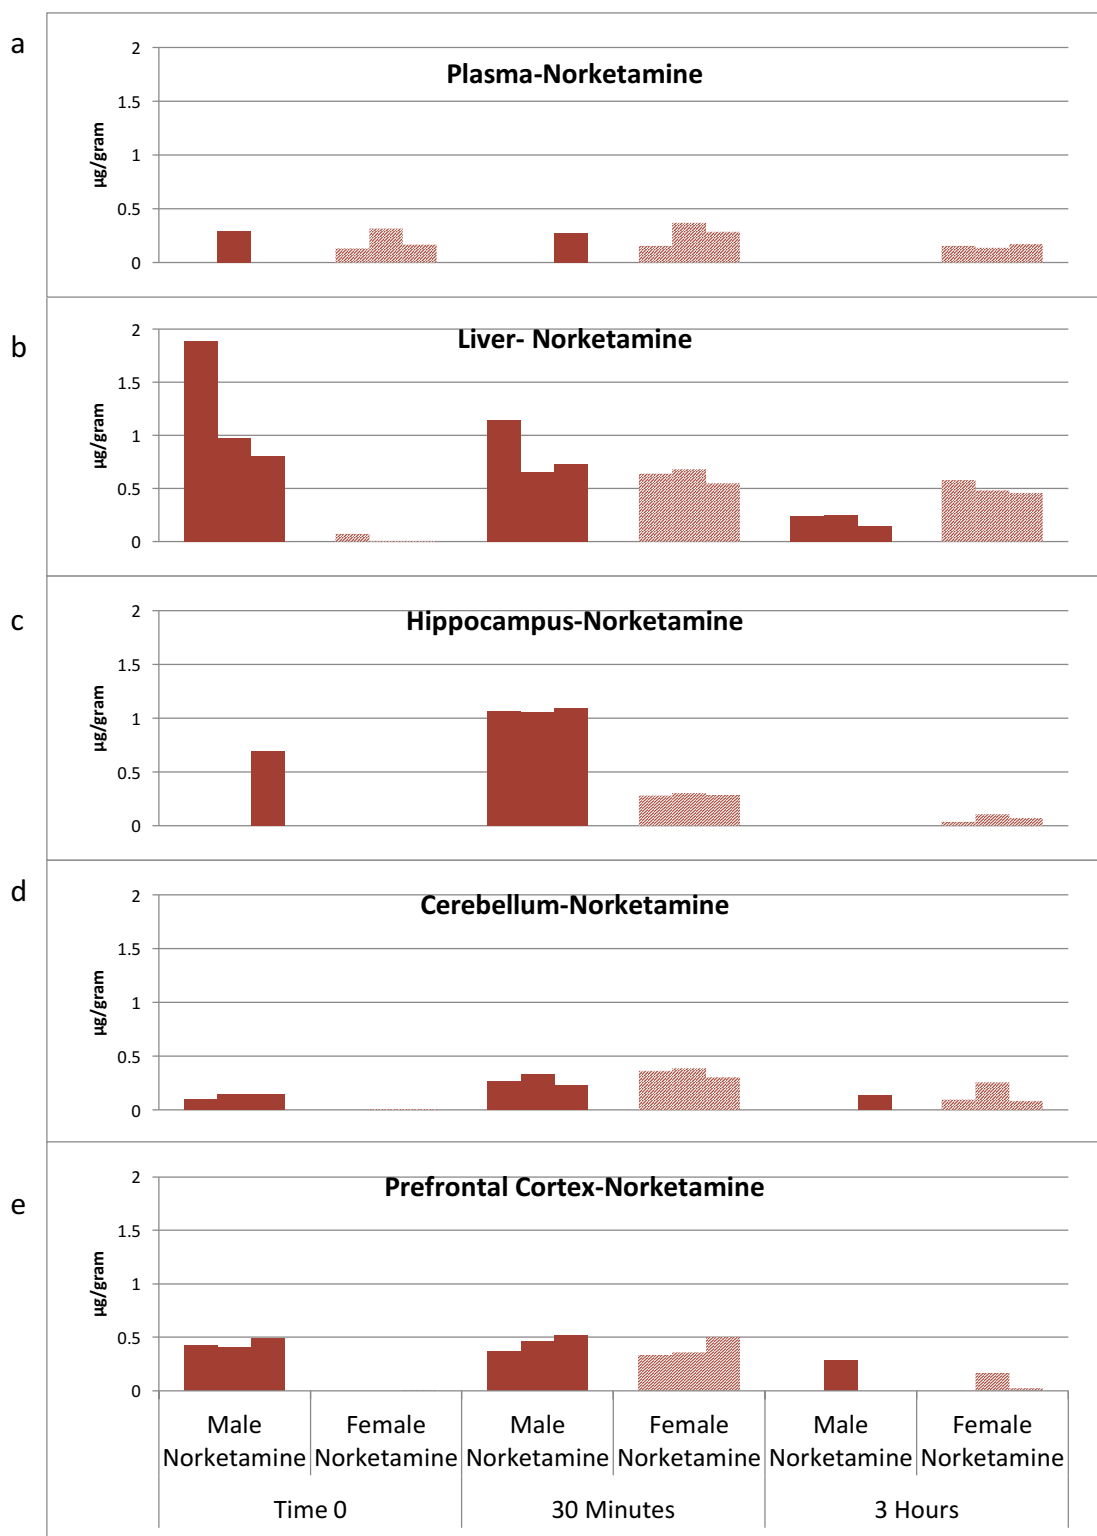 a
Plasma-Norketamine
µg/gram
2
1.5
1
0.5
0
b
Liver- Norketamine
µg/gram
2
1.5
1
0.5
0
c
Hippocampus-Norketamine
µg/gram
2
1.5
1
0.5
0
d
Cerebellum-Norketamine
µg/gram
2
1.5
1
0.5
0
e
Prefrontal Cortex-Norketamine
µg/gram
2
1.5
1
0.5
0
Male
Norketamine
Female
Norketamine
Male
Norketamine
Female
Norketamine
Male
Norketamine
Female
Norketamine
Time 0
30 Minutes
3 Hours